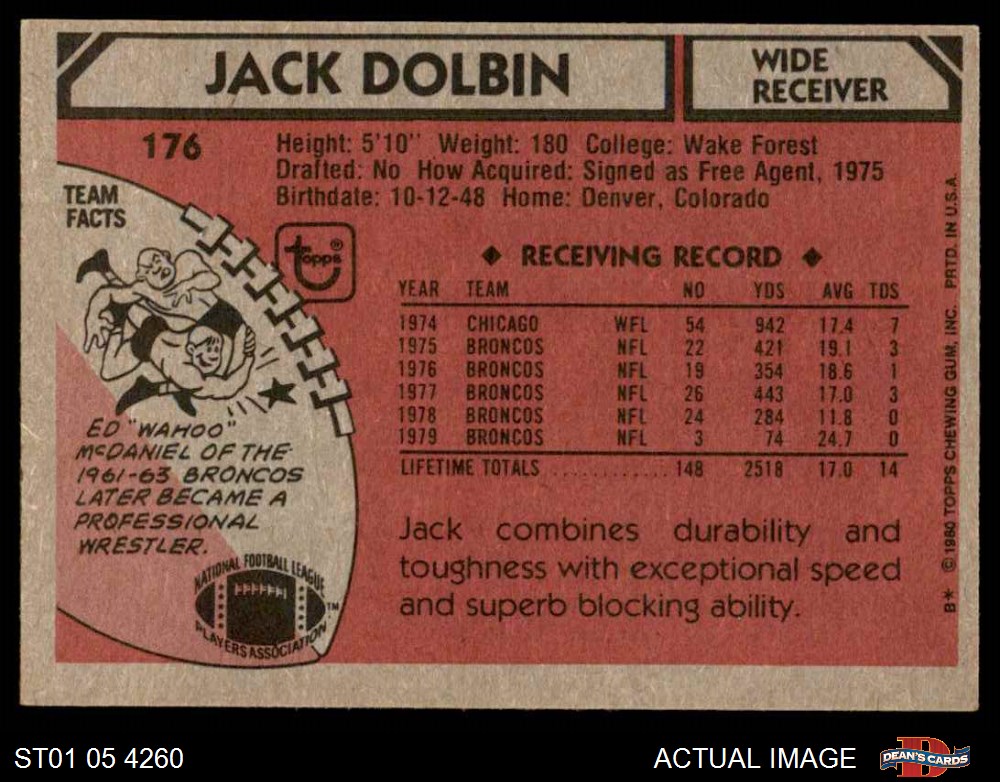 JACK DOLBIN
WIDE
RECEIVER
176
Height: 5'10" Weight: 180 College: Wake Forest
Drafted: No How Acquired: Signed as Free Agent, 1975
Birthdate: 10-12-48 Home: Denver, Colorado
TEAM
FACTS
Topps®
◆ RECEIVING RECORD ◆
YEAR TEAM NO YDS AVG TDS
1974 CHICAGO WFL 54 942 17.4 7
1975 BRONCOS NFL 22 421 19.1 3
1976 BRONCOS NFL 19 354 18.6 1
1977 BRONCOS NFL 26 443 17.0 3
1978 BRONCOS NFL 24 284 11.8 0
1979 BRONCOS NFL 3 74 24.7 0
LIFETIME TOTALS ............ 148 2518 17.0 14
ED "WAHOO"
McDANIEL OF THE
1961-63 BRONCOS
LATER BECAME A
PROFESSIONAL
WRESTLER.
Jack combines durability and
toughness with exceptional speed
and superb blocking ability.
NATIONAL FOOTBALL LEAGUE
PLAYERS ASSOCIATION
TM
B* © 1980 TOPPS CHEWING GUM, INC. PRTD. IN U.S.A.
ST01 05 4260
ACTUAL IMAGE
DEAN'S CARDS